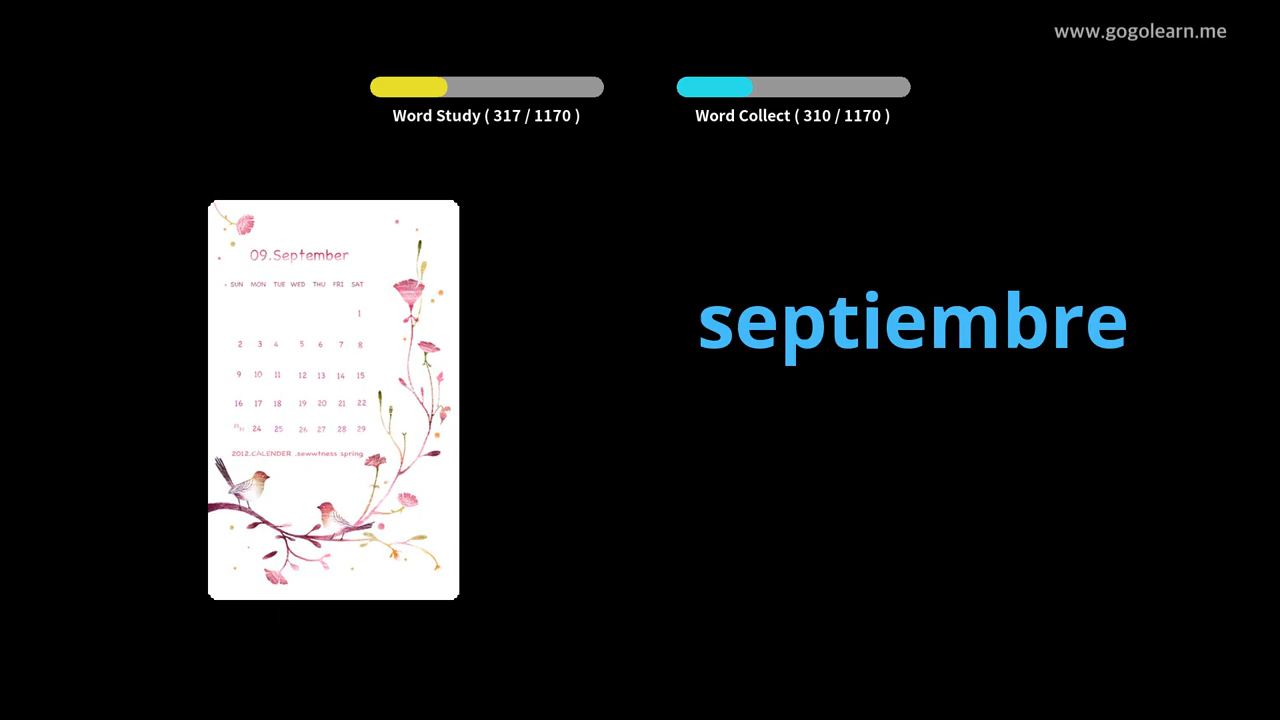 www.gogolearn.me
Word Study ( 317 / 1170 )
Word Collect ( 310 / 1170 )
septiembre
09.September
SUN MON TUE WED THU FRI SAT
1
2 3 4 5 6 7 8
9 10 11 12 13 14 15
16 17 18 19 20 21 22
24 25 26 27 28 29
2012.CALENDER .sewwtness spring